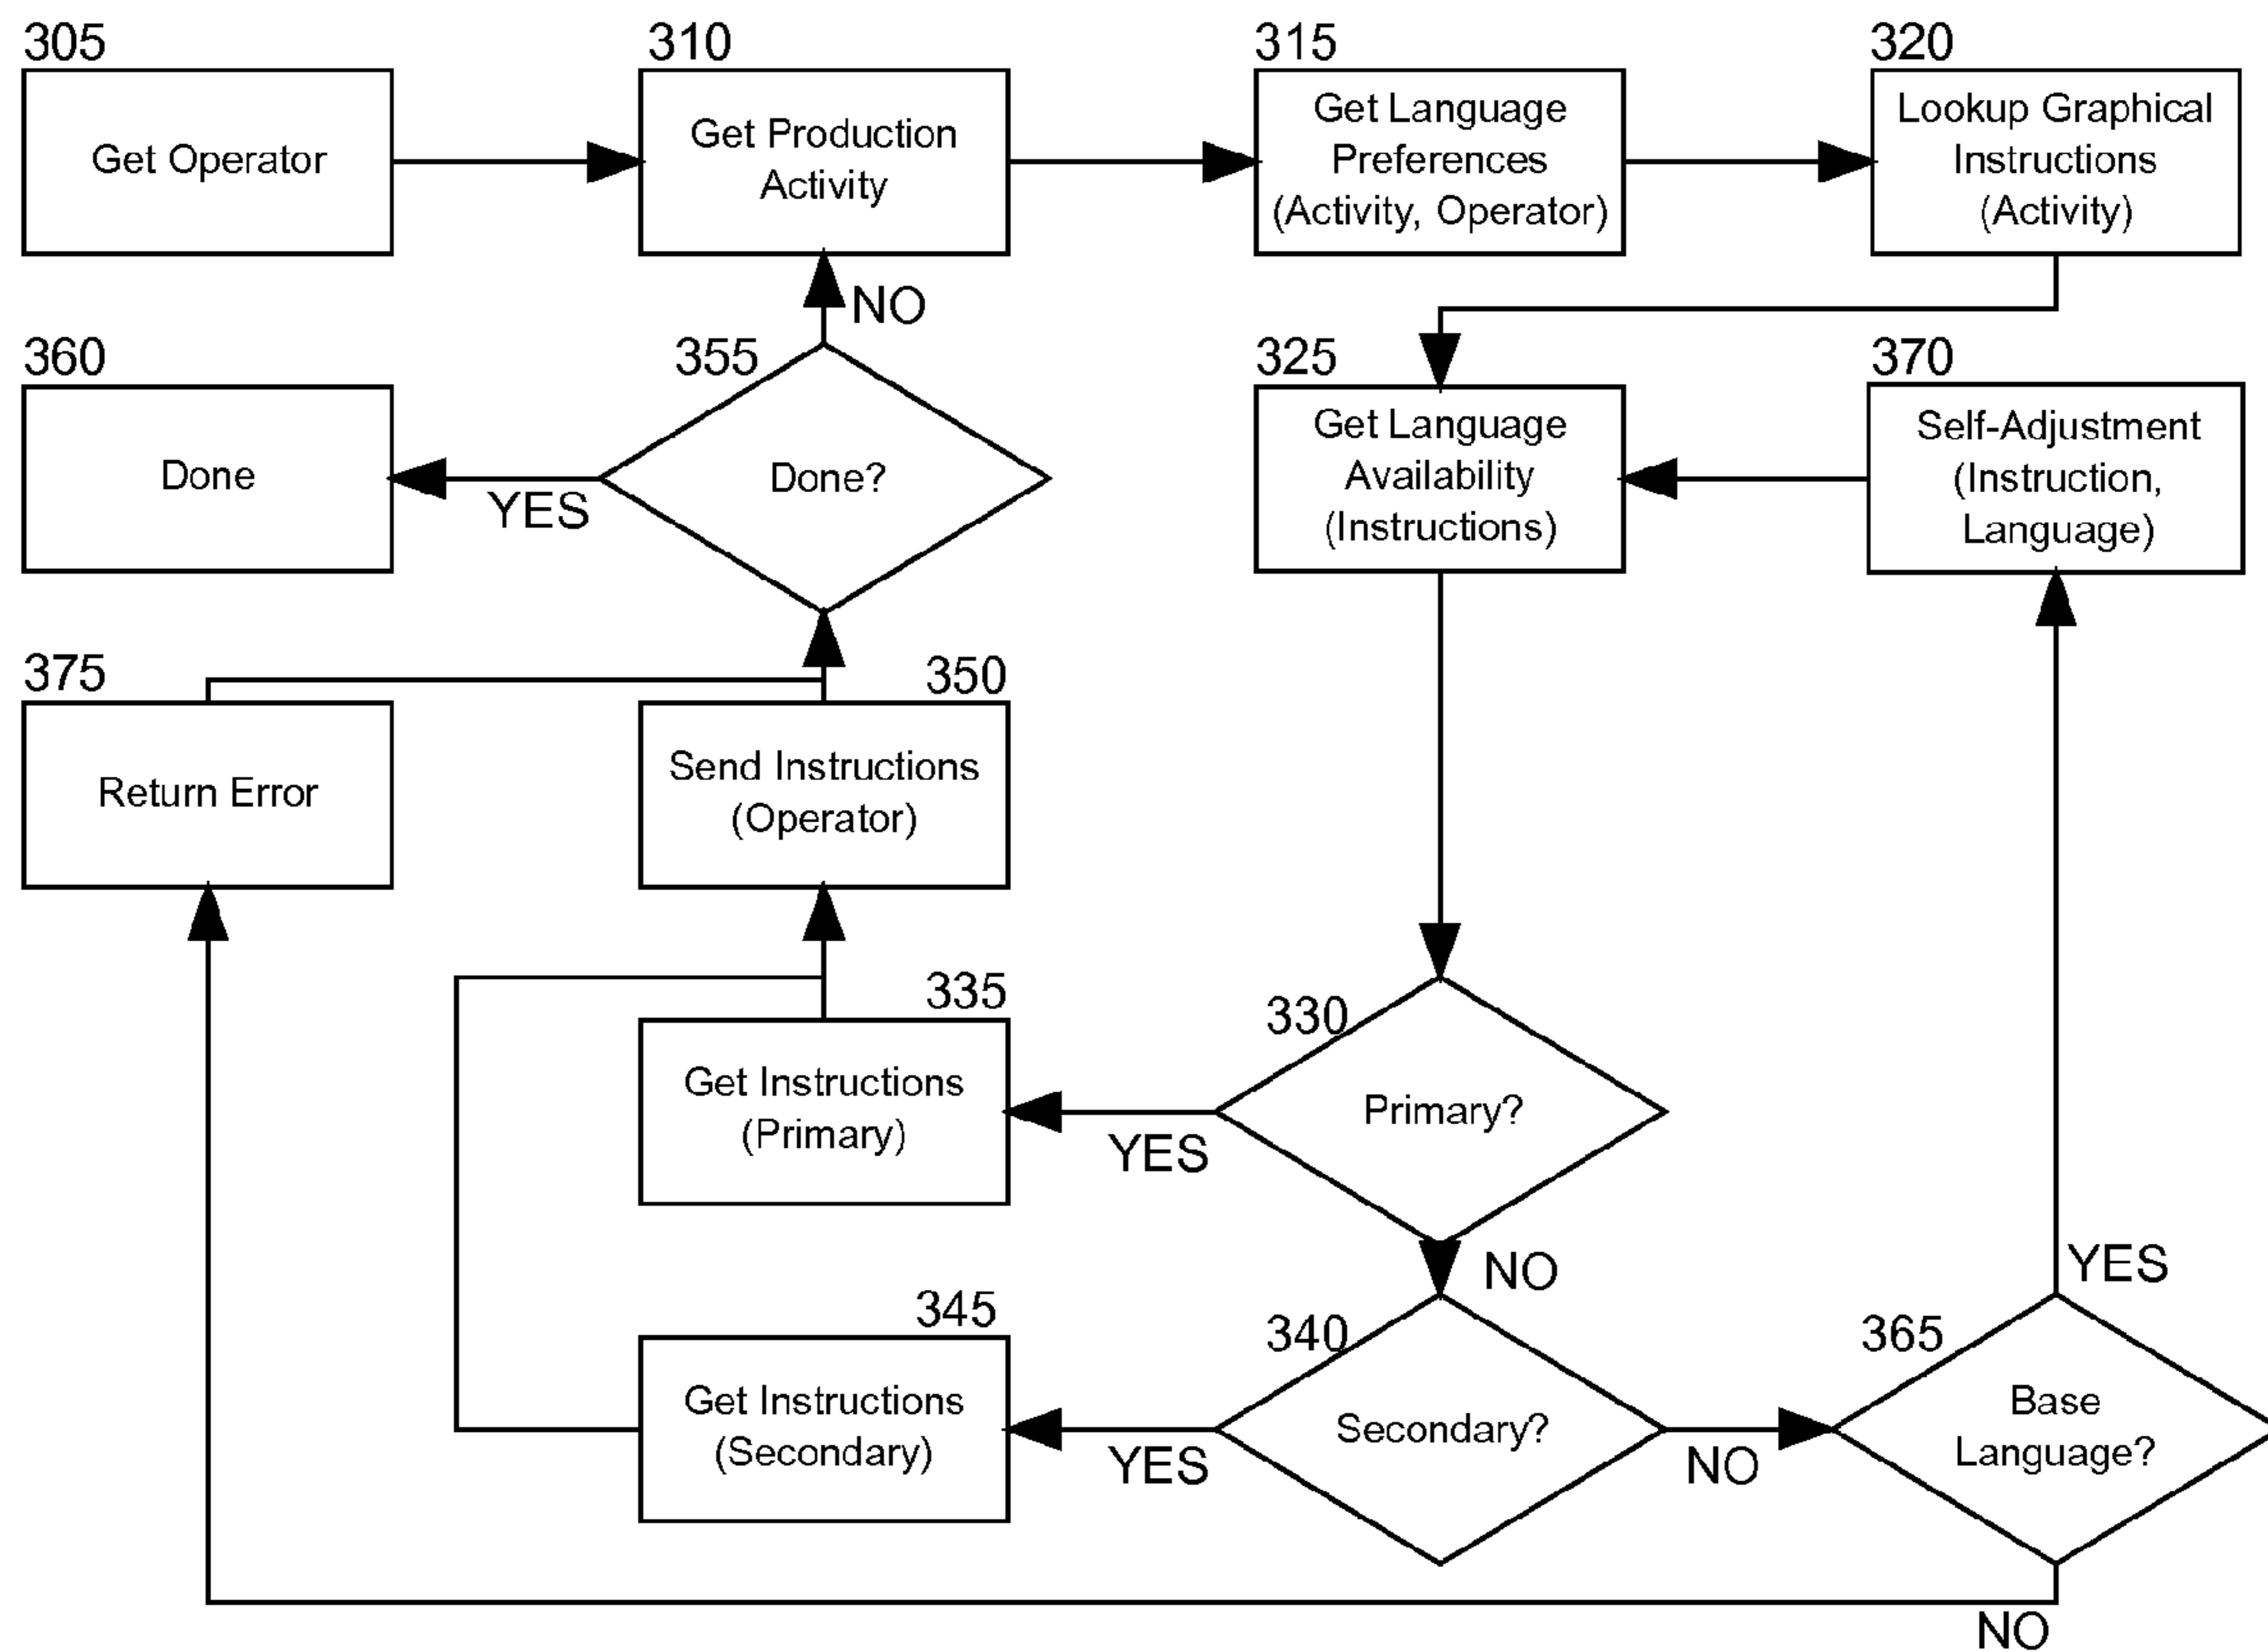 305
Get Operator
310
Get Production
Activity
315
Get Language
Preferences
(Activity, Operator)
320
Lookup Graphical
Instructions
(Activity)
NO
360
Done
355
Done?
YES
325
Get Language
Availability
(Instructions)
370
Self-Adjustment
(Instruction,
Language)
375
Return Error
350
Send Instructions
(Operator)
335
Get Instructions
(Primary)
330
Primary?
YES
NO
345
Get Instructions
(Secondary)
340
Secondary?
YES
NO
365
Base
Language?
YES
NO